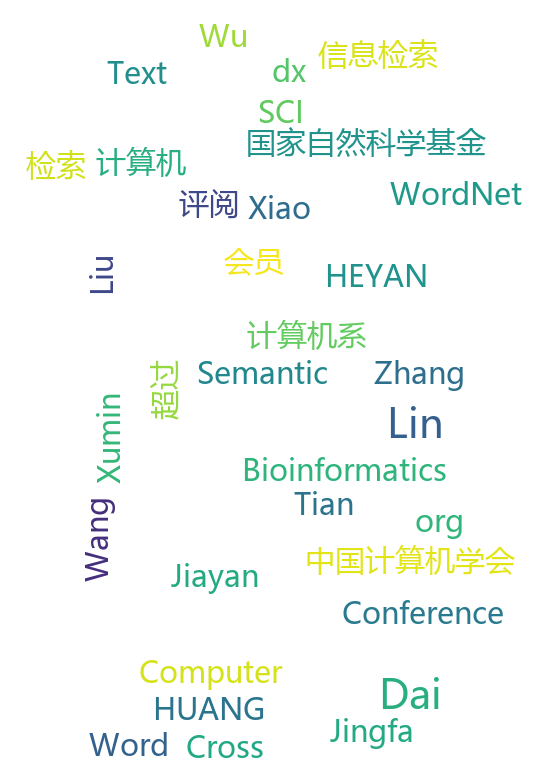 Wu
信息检索
Text
dx
SCI
国家自然科学基金
检索
计算机
WordNet
评阅
Xiao
会员
Liu
HEYAN
计算机系
超过
Semantic
Zhang
Xumin
Lin
Bioinformatics
Tian
Wang
org
中国计算机学会
Jiayan
Conference
Computer
Dai
HUANG
Jingfa
Word
Cross